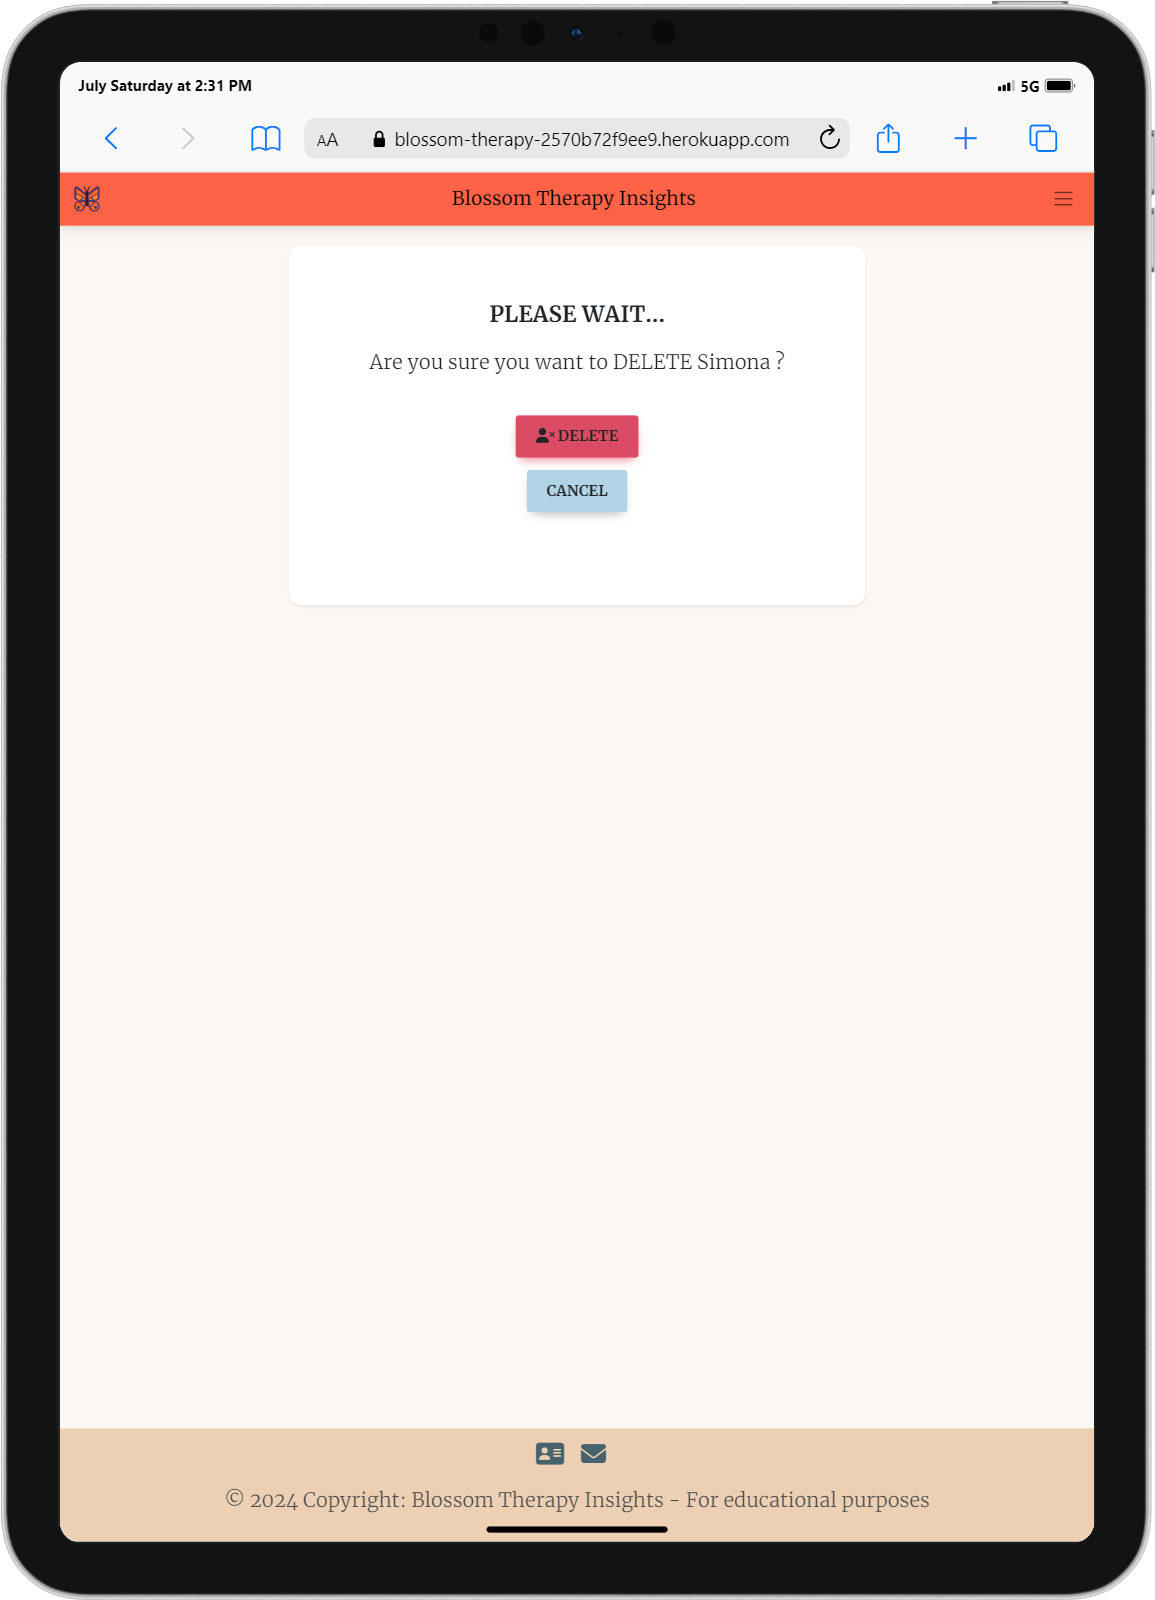 July Saturday at 2:31 PM
5G
AA
blossom-therapy-2570b72f9ee9.herokuapp.com
Blossom Therapy Insights
PLEASE WAIT...
Are you sure you want to DELETE Simona ?
DELETE
CANCEL
© 2024 Copyright: Blossom Therapy Insights - For educational purposes